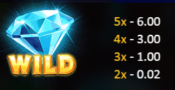 WILD
5x - 6.00
4x - 3.00
3x - 1.00
2x - 0.02